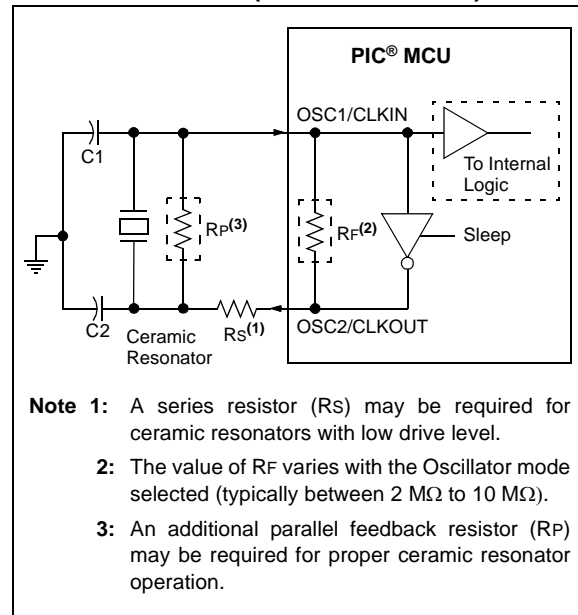 PIC® MCU
OSC1/CLKIN
C1
To Internal
Logic
RP(3)
RF(2)
Sleep
C2
Ceramic
Resonator
RS(1)
OSC2/CLKOUT
Note 1: A series resistor (RS) may be required for
ceramic resonators with low drive level.
2: The value of RF varies with the Oscillator mode
selected (typically between 2 MΩ to 10 MΩ).
3: An additional parallel feedback resistor (RP)
may be required for proper ceramic resonator
operation.